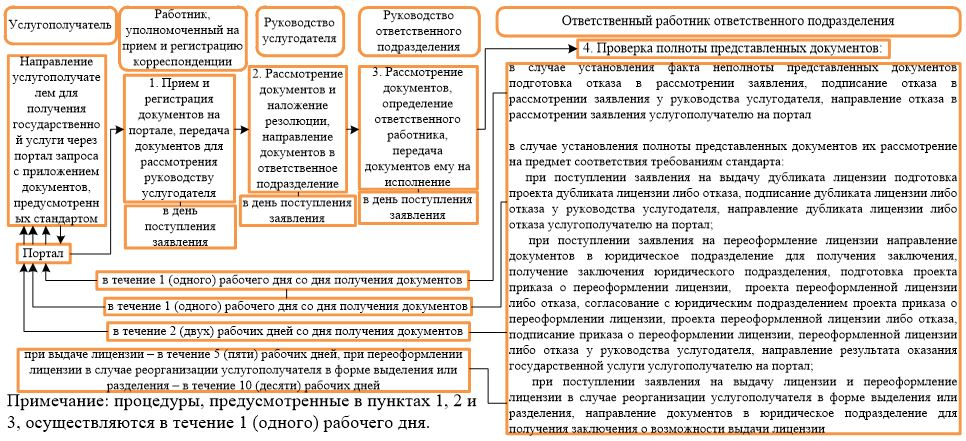 Услугополучатель
Работник,
уполномоченный на
прием и регистрацию
корреспонденции
Руководство
услугодателя
Руководство
ответственного
подразделения
Ответственный работник ответственного подразделения
Направление
услугополучате
лем для
получения
государственно
й услуги через
портал запроса
с приложением
документов,
предусмотренн
ых стандартом
1. Прием и
регистрация
документов на
портале, передача
документов для
рассмотрения
руководству
услугодателя
в день
поступления
заявления
2. Рассмотрение
документов и
наложение
резолюции,
направление
документов в
ответственное
подразделение
в день поступления
заявления
3. Рассмотрение
документов,
определение
ответственного
работника,
передача
документов ему на
исполнение
в день поступления
заявления
4. Проверка полноты представленных документов:
в случае установления факта неполноты представленных документов
подготовка отказа в рассмотрении заявления, подписание отказа в
рассмотрении заявления у руководства услугодателя, направление отказа в
рассмотрении заявления услугополучателю на портал
в случае установления полноты представленных документов их рассмотрение
на предмет соответствия требованиям стандарта:
при поступлении заявления на выдачу дубликата лицензии подготовка
проекта дубликата лицензии либо отказа, подписание дубликата лицензии либо
отказа у руководства услугодателя, направление дубликата лицензии либо
отказа услугополучателю на портал;
при поступлении заявления на переоформление лицензии направление
документов в юридическое подразделение для получения заключения,
получение заключения юридического подразделения, подготовка проекта
приказа о переоформлении лицензии, проекта переоформленной лицензии
либо отказа, согласование с юридическим подразделением проекта приказа о
переоформлении лицензии, проекта переоформленной лицензии либо отказа,
подписание приказа о переоформлении лицензии, переоформленной лицензии
либо отказа у руководства услугодателя, направление результата оказания
государственной услуги услугополучателю на портал;
при поступлении заявления на выдачу лицензии и переоформление
лицензии в случае реорганизации услугополучателя в форме выделения или
разделения, направление документов в юридическое подразделение для
получения заключения о возможности выдачи лицензии
Портал
в течение 1 (одного) рабочего дня со дня получения документов
в течение 1 (одного) рабочего дня со дня получения документов
в течение 2 (двух) рабочих дней со дня получения документов
при выдаче лицензии – в течение 5 (пяти) рабочих дней, при переоформлении
лицензии в случае реорганизации услугополучателя в форме выделения или
разделения – в течение 10 (десяти) рабочих дней
Примечание: процедуры, предусмотренные в пунктах 1, 2 и
3, осуществляются в течение 1 (одного) рабочего дня.